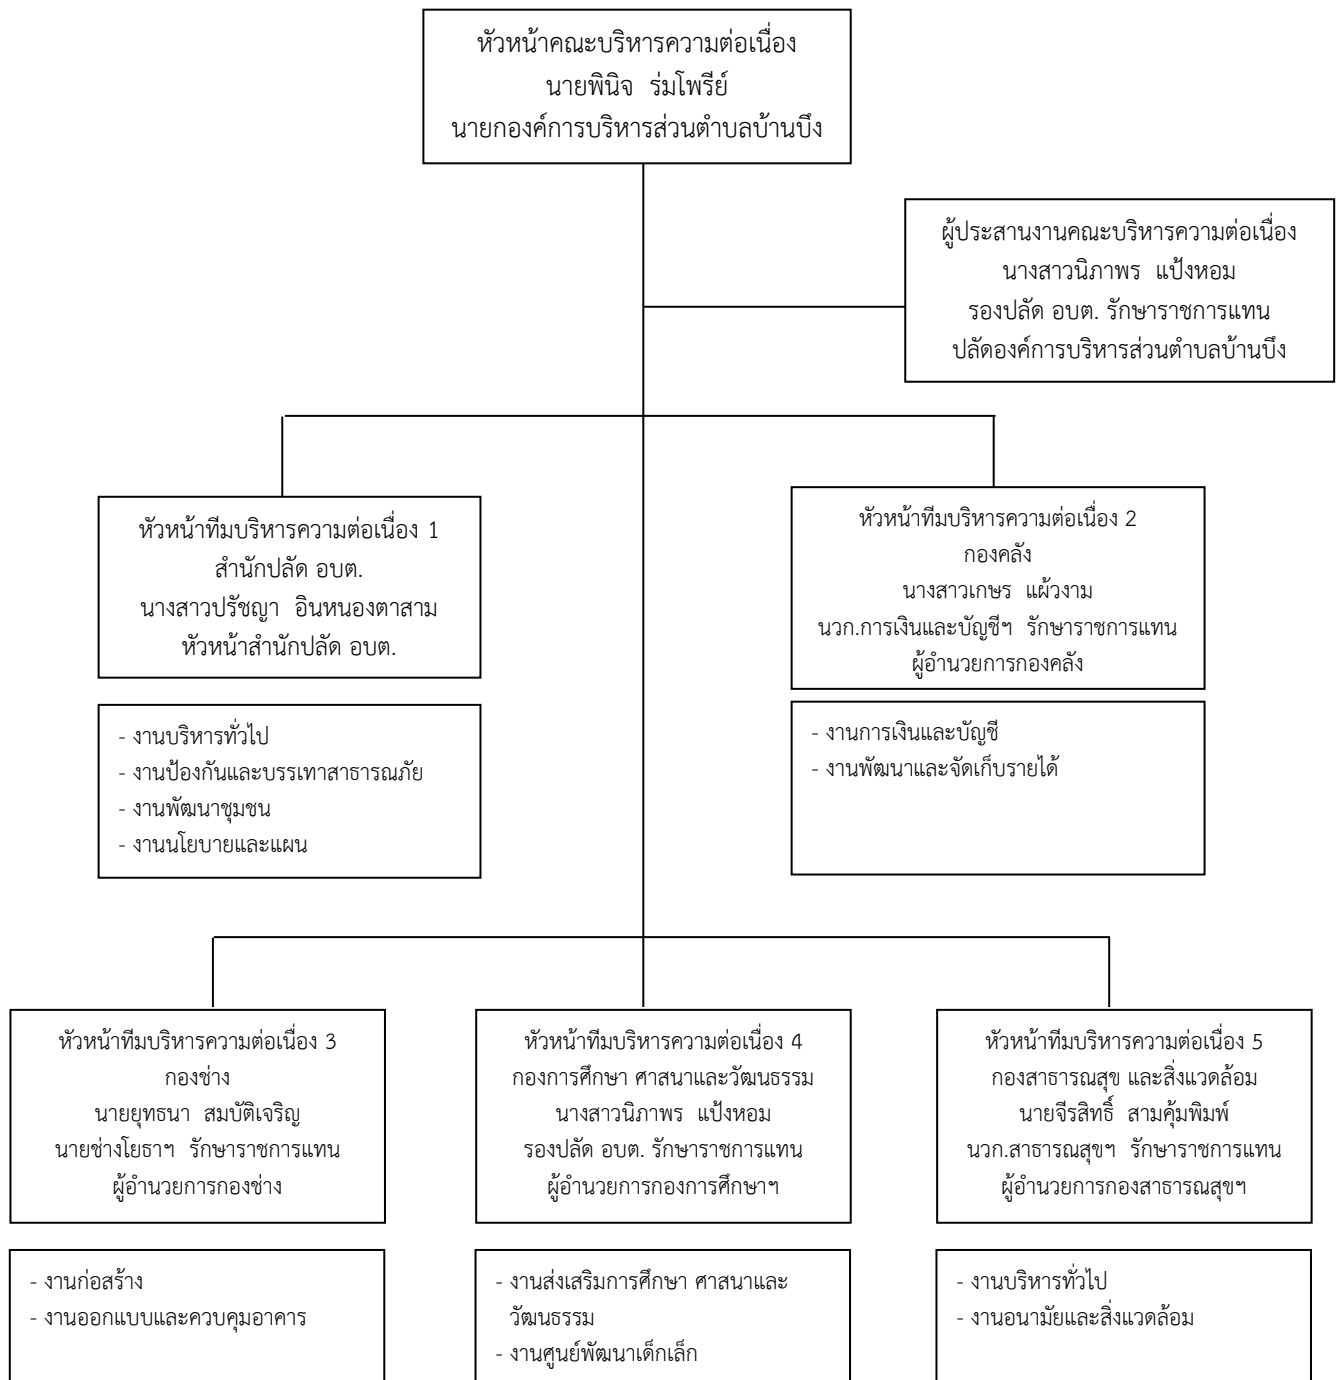 หัวหน้าคณะบริหารความต่อเนื่อง
นายพินิจ ร่มโพรีย์
นายกองค์การบริหารส่วนตำบลบ้านบึง
ผู้ประสานงานคณะบริหารความต่อเนื่อง
นางสาวนิภาพร แป้งหอม
รองปลัด อบต. รักษาราชการแทน
ปลัดองค์การบริหารส่วนตำบลบ้านบึง
หัวหน้าทีมบริหารความต่อเนื่อง 1
สำนักปลัด อบต.
นางสาวปรัชญา อินหนองตาสาม
หัวหน้าสำนักปลัด อบต.
- งานบริหารทั่วไป
- งานป้องกันและบรรเทาสาธารณภัย
- งานพัฒนาชุมชน
- งานนโยบายและแผน
หัวหน้าทีมบริหารความต่อเนื่อง 2
กองคลัง
นางสาวเกษร แผ้วงาม
นวก.การเงินและบัญชีฯ รักษาราชการแทน
ผู้อำนวยการกองคลัง
- งานการเงินและบัญชี
- งานพัฒนาและจัดเก็บรายได้
หัวหน้าทีมบริหารความต่อเนื่อง 3
กองช่าง
นายยุทธนา สมบัติเจริญ
นายช่างโยธาฯ รักษาราชการแทน
ผู้อำนวยการกองช่าง
- งานก่อสร้าง
- งานออกแบบและควบคุมอาคาร
หัวหน้าทีมบริหารความต่อเนื่อง 4
กองการศึกษา ศาสนาและวัฒนธรรม
นางสาวนิภาพร แป้งหอม
รองปลัด อบต. รักษาราชการแทน
ผู้อำนวยการกองการศึกษาฯ
- งานส่งเสริมการศึกษา ศาสนาและ
วัฒนธรรม
- งานศูนย์พัฒนาเด็กเล็ก
หัวหน้าทีมบริหารความต่อเนื่อง 5
กองสาธารณสุข และสิ่งแวดล้อม
นายจีรสิทธิ์ สามคุ้มพิมพ์
นวก.สาธารณสุขฯ รักษาราชการแทน
ผู้อำนวยการกองสาธารณสุขฯ
- งานบริหารทั่วไป
- งานอนามัยและสิ่งแวดล้อม